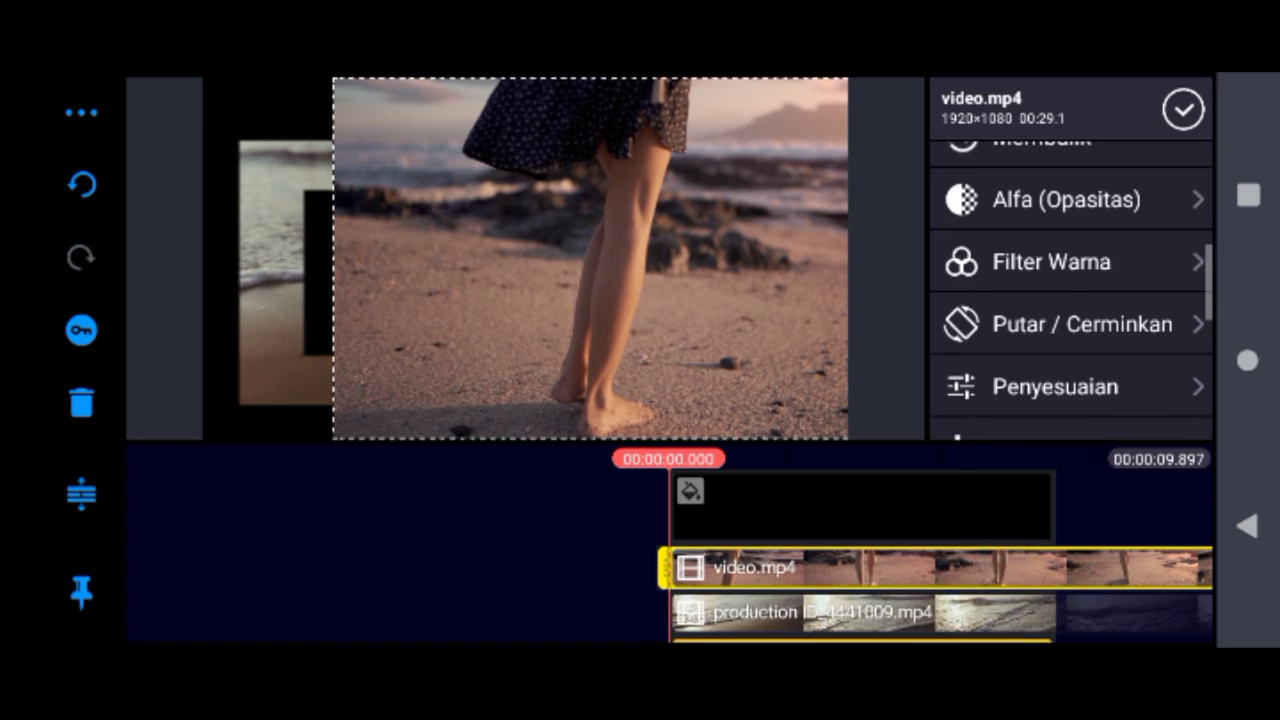 video.mp4
1920×1080 00:29.1
Membalik
Alfa (Opasitas)
Filter Warna
Putar / Cerminkan
Penyesuaian
00:00:00.000
00:00:09.897
video.mp4
production ID_4441009.mp4